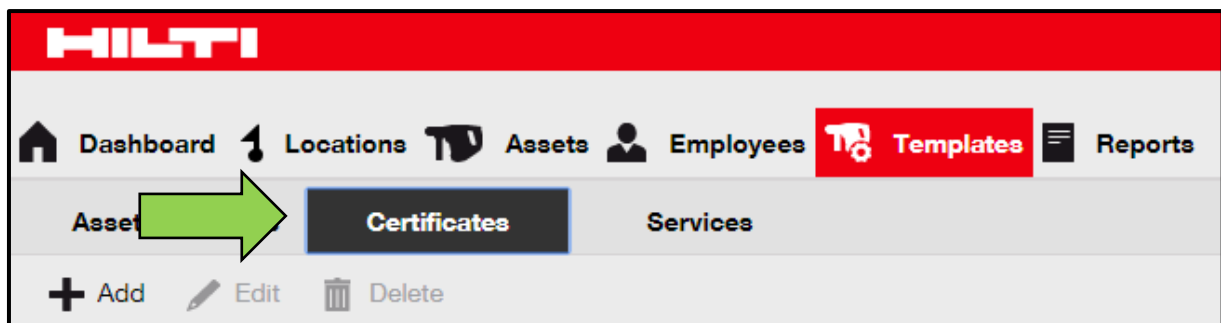 HILTI
Dashboard Locations Assets Employees Templates Reports
Certificates Services
Add Edit Delete